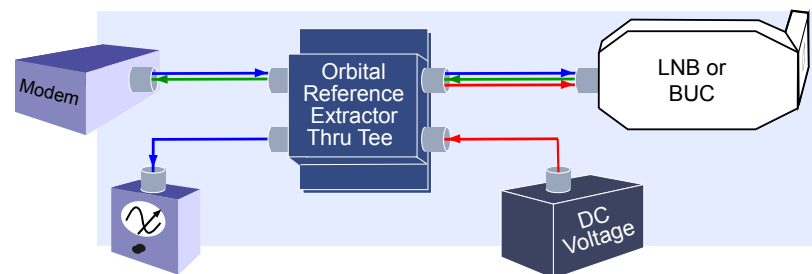 Modem
Orbital
Reference
Extractor
Thru Tee
LNB or
BUC
DC
Voltage